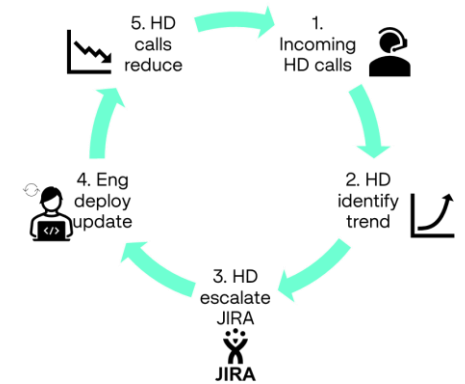 1.
Incoming
HD calls
2. HD
identify
trend
3. HD
escalate
JIRA
JIRA
4. Eng
deploy
update
</>
5. HD
calls
reduce